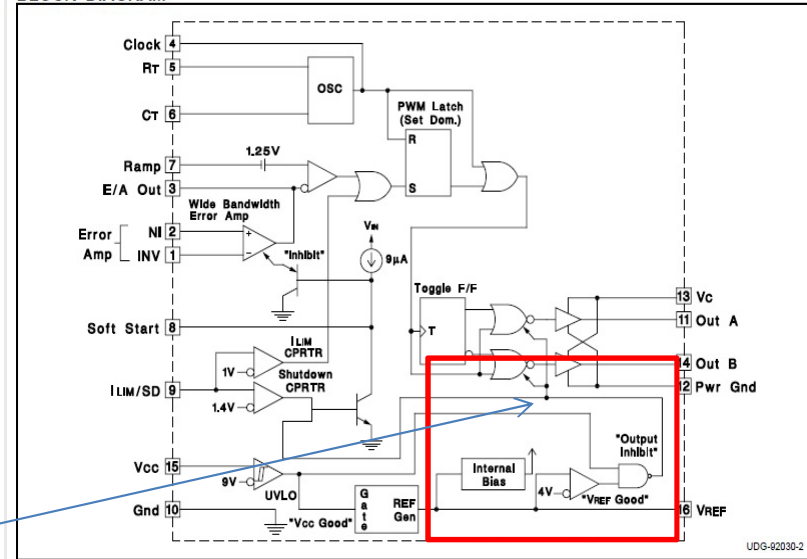 Clock 4
RT 5
OSC
CT 6
PWM Latch
(Set Dom.)
R
S
1.25V
Ramp 7
E/A Out 3
Wide Bandwidth
Error Amp
Error
Amp
NI 2
INV 1
+
−
"Inhibit"
VIN
9µA
Toggle F/F
T
13 Vc
11 Out A
14 Out B
12 Pwr Gnd
Soft Start 8
ILIM
CPRTR
1V
Shutdown
CPRTR
ILIM/SD 9
1.4V
"Output
Inhibit"
Vcc 15
9V
UVLO
Internal
Bias
4V
"VREF Good"
Gnd 10
"Vcc Good"
Gate
REF
Gen
16 VREF
UDG-92030-2